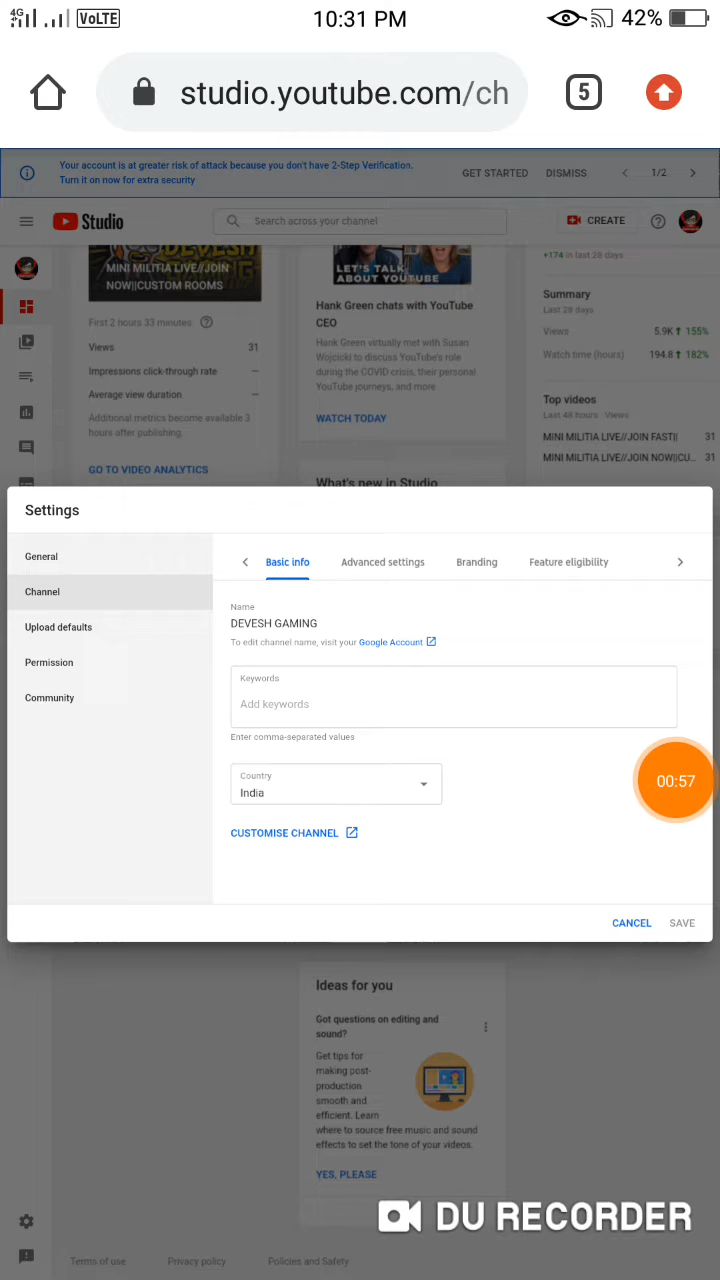 4G VoLTE 10:31 PM 42%
studio.youtube.com/ch 5
Your account is at greater risk of attack because you don't have 2-Step Verification.
Turn it on now for extra security
GET STARTED DISMISS 1/2
Studio Search across your channel CREATE
MINI MILITIA LIVE//JOIN
NOW||CUSTOM ROOMS
First 2 hours 33 minutes
Views 31
Impressions click-through rate —
Average view duration —
Additional metrics become available 3
hours after publishing.
GO TO VIDEO ANALYTICS
LET'S TALK
ABOUT YOUTUBE
Hank Green chats with YouTube
CEO
Hank Green virtually met with Susan
Wojcicki to discuss YouTube's role
during the COVID crisis, their personal
YouTube journeys, and more
WATCH TODAY
What's new in Studio
+174 in last 28 days
Summary
Last 28 days
Views 5.9K 155%
Watch time (hours) 194.8 182%
Top videos
Last 48 hours · Views
MINI MILITIA LIVE//JOIN FAST|| 31
MINI MILITIA LIVE//JOIN NOW||CU... 31
Settings
General
Channel
Upload defaults
Permission
Community
Basic info Advanced settings Branding Feature eligibility
Name
DEVESH GAMING
To edit channel name, visit your Google Account
Keywords
Add keywords
Enter comma-separated values
Country
India
CUSTOMISE CHANNEL
00:57
CANCEL SAVE
Ideas for you
Got questions on editing and
sound?
Get tips for
making post-
production
smooth and
efficient. Learn
where to source free music and sound
effects to set the tone of your videos.
YES, PLEASE
DU RECORDER
Terms of use Privacy policy Policies and Safety